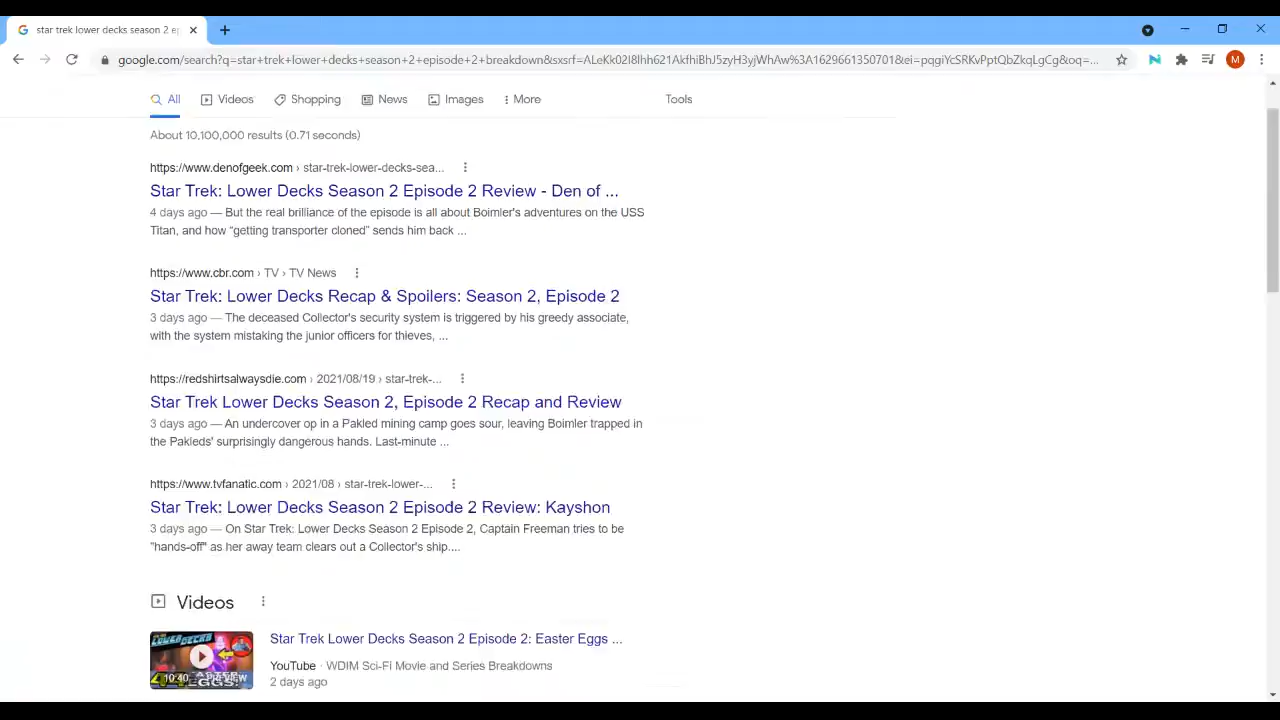 star trek lower decks season 2 ep
google.com/search?q=star+trek+lower+decks+season+2+episode+2+breakdown&sxsrf=ALeKk02I8lhh621AkfhiBhJ5zyH3yjWhAw%3A1629661350701&ei=pqgiYcSRKvPptQbZkqLgCg&oq=...
M
All
Videos
Shopping
News
Images
More
Tools
About 10,100,000 results (0.71 seconds)
https://www.denofgeek.com › star-trek-lower-decks-sea...
Star Trek: Lower Decks Season 2 Episode 2 Review - Den of ...
4 days ago — But the real brilliance of the episode is all about Boimler's adventures on the USS
Titan, and how “getting transporter cloned” sends him back ...
https://www.cbr.com › TV › TV News
Star Trek: Lower Decks Recap & Spoilers: Season 2, Episode 2
3 days ago — The deceased Collector's security system is triggered by his greedy associate,
with the system mistaking the junior officers for thieves, ...
https://redshirtsalwaysdie.com › 2021/08/19 › star-trek-...
Star Trek Lower Decks Season 2, Episode 2 Recap and Review
3 days ago — An undercover op in a Pakled mining camp goes sour, leaving Boimler trapped in
the Pakleds' surprisingly dangerous hands. Last-minute ...
https://www.tvfanatic.com › 2021/08 › star-trek-lower-...
Star Trek: Lower Decks Season 2 Episode 2 Review: Kayshon
3 days ago — On Star Trek: Lower Decks Season 2 Episode 2, Captain Freeman tries to be
"hands-off" as her away team clears out a Collector's ship....
Videos
LOWER DECKS
10:40
PREVIEW
EGGS!
Star Trek Lower Decks Season 2 Episode 2: Easter Eggs ...
YouTube · WDIM Sci-Fi Movie and Series Breakdowns
2 days ago